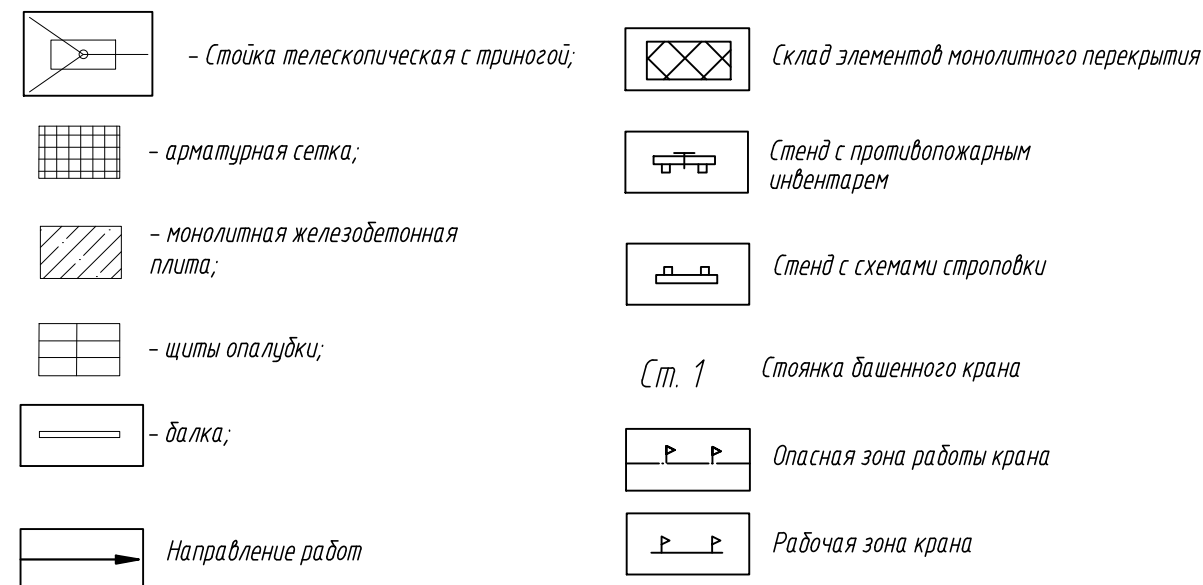 - Стойка телескопическая с триногой;
- арматурная сетка;
- монолитная железобетонная
плита;
- щиты опалубки;
- балка;
Направление работ
Склад элементов монолитного перекрытия
Стенд с противопожарным
инвентарем
Стенд с схемами строповки
Ст. 1 Стоянка башенного крана
Опасная зона работы крана
Рабочая зона крана